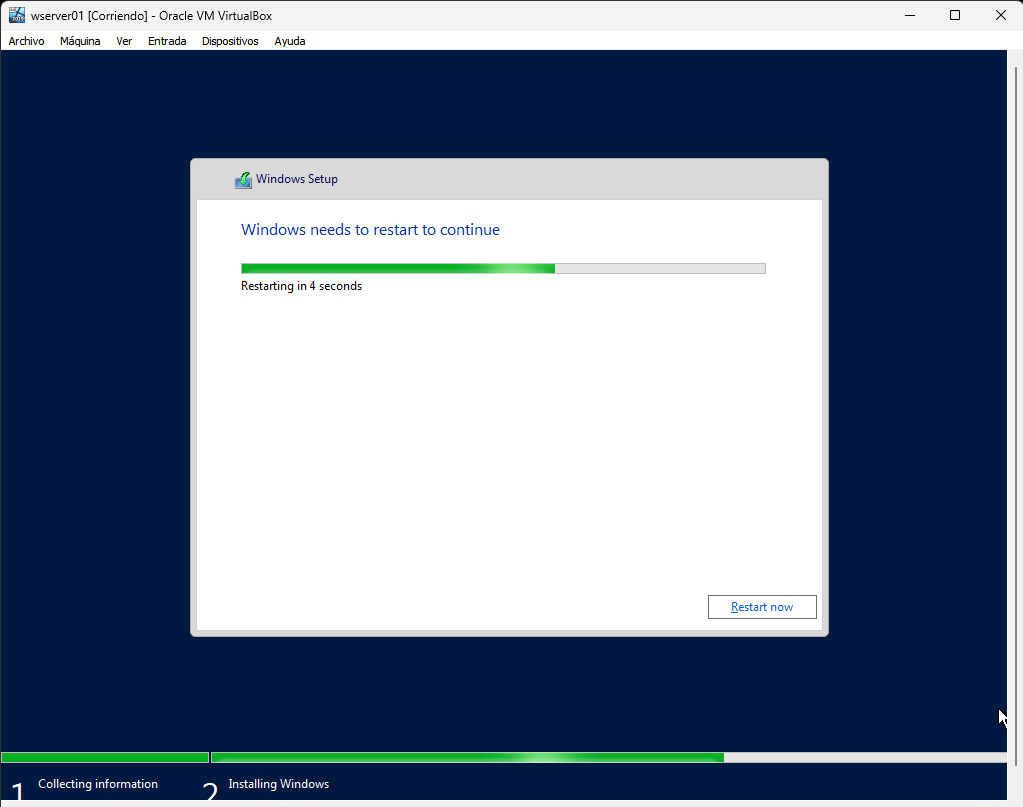 wserver01 [Corriendo] - Oracle VM VirtualBox
Archivo Máquina Ver Entrada Dispositivos Ayuda
Windows Setup
Windows needs to restart to continue
Restarting in 4 seconds
Restart now
1 Collecting information 2 Installing Windows